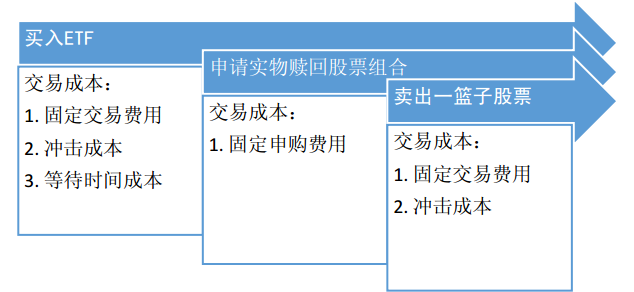 买入ETF
交易成本：
1. 固定交易费用
2. 冲击成本
3. 等待时间成本
申请实物赎回股票组合
交易成本：
1. 固定申购费用
卖出一篮子股票
交易成本：
1. 固定交易费用
2. 冲击成本